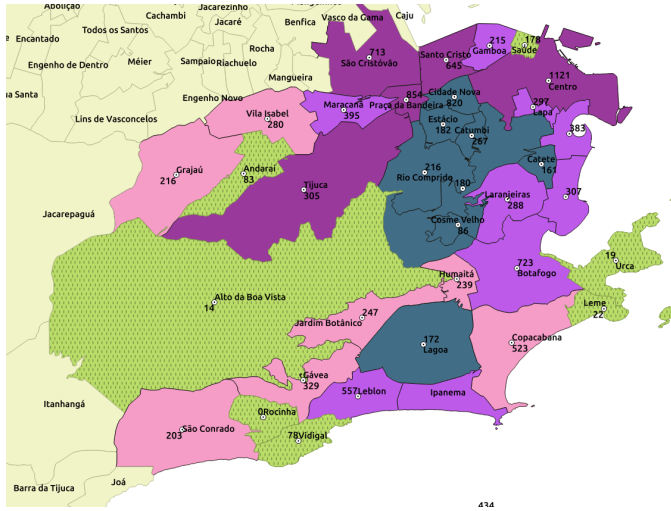 Abolição
Jacarezinho
Cachambi
Vasco da Gama
Caju
Todos os Santos
Jacaré
Benfica
Encantado
215
178
Gamboa
Saúde
Rocha
713
Santo Cristo
645
Engenho de Dentro
Méier
Sampaio
Riachuelo
São Cristóvão
Mangueira
1121
Centro
Engenho Novo
854
Cidade Nova
820
Maracanã
395
Praça da Bandeira
297
Lapa
Vila Isabel
280
Lins de Vasconcelos
Estácio
182
Catumbi
267
383
Grajaú
216
Andaraí
83
216
Rio Comprido
Catete
161
Tijuca
305
180
Laranjeiras
288
307
Jacarepaguá
Cosme Velho
86
723
Botafogo
19
Urca
Humaitá
239
Alto da Boa Vista
14
Leme
22
247
Jardim Botânico
172
Lagoa
Copacabana
523
Gávea
329
557
Leblon
Ipanema
Itanhangá
0
Rocinha
São Conrado
203
78
Vidigal
Joá
Barra da Tijuca
434